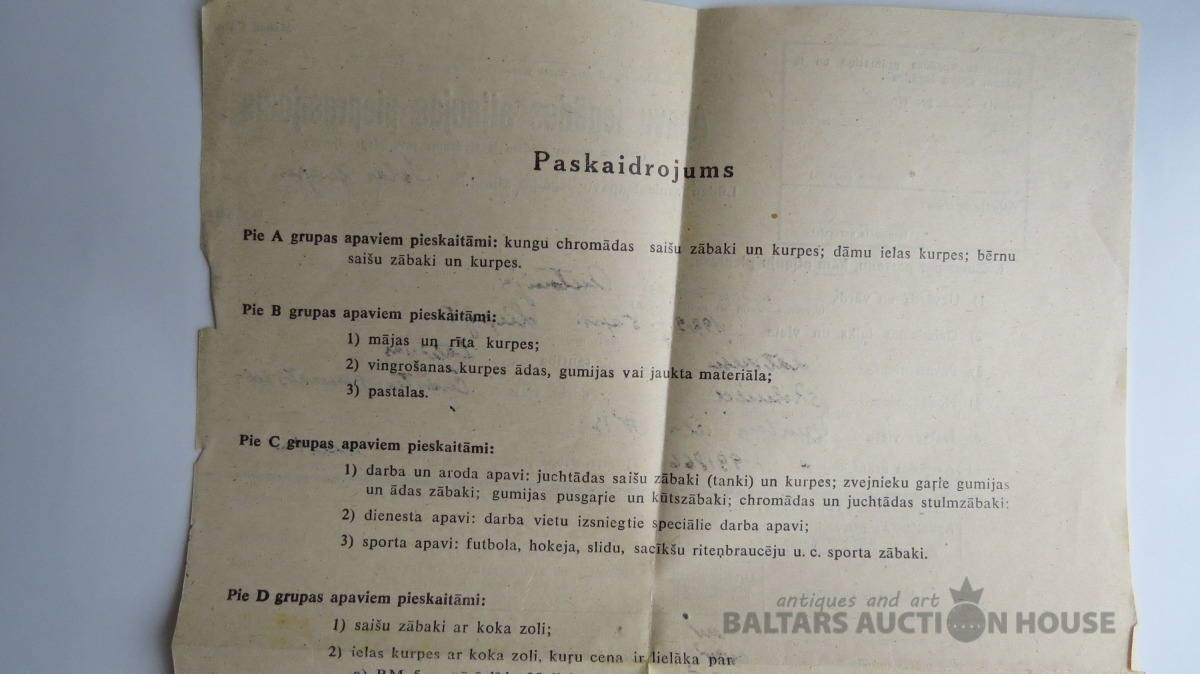 Paskaidrojums
Pie A grupas apaviem pieskaitāmi: kungu chromādas saišu zābaki un kurpes; dāmu ielas kurpes; bērnu
saišu zābaki un kurpes.
Pie B grupas apaviem pieskaitāmi:
1) mājas un rīta kurpes;
2) vingrošanas kurpes ādas, gumijas vai jaukta materiāla;
3) pastalas.
Pie C grupas apaviem pieskaitāmi:
1) darba un aroda apavi: juchtādas saišu zābaki (tanki) un kurpes; zvejnieku gaŗie gumijas
un ādas zābaki; gumijas pusgaŗie un kūtszābaki; chromādas un juchtādas stulmzābaki:
2) dienesta apavi: darba vietu izsniegtie speciālie darba apavi;
3) sporta apavi: futbola, hokeja, slidu, sacīkšu riteņbraucēju u. c. sporta zābaki.
Pie D grupas apaviem pieskaitāmi:
1) saišu zābaki ar koka zoli;
2) ielas kurpes ar koka zoli, kuŗu cena ir lielāka par
antiques and art
BALTARS AUCTION HOUSE